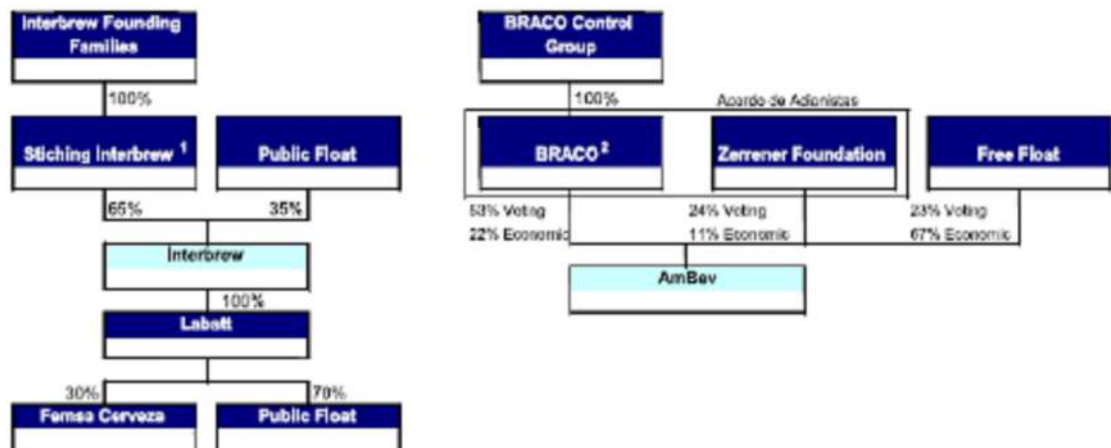 Interbrew Founding
Families
BRACO Control
Group
100%
100%
Acordo de Acionistas
Stiching Interbrew 1
Public Float
BRACO2
Zerrener Foundation
Free Float
65%
35%
53% Voting
24% Voting
23% Voting
22% Economic
11% Economic
67% Economic
Interbrew
AmBev
100%
Labatt
30%
70%
Femsa Cerveza
Public Float